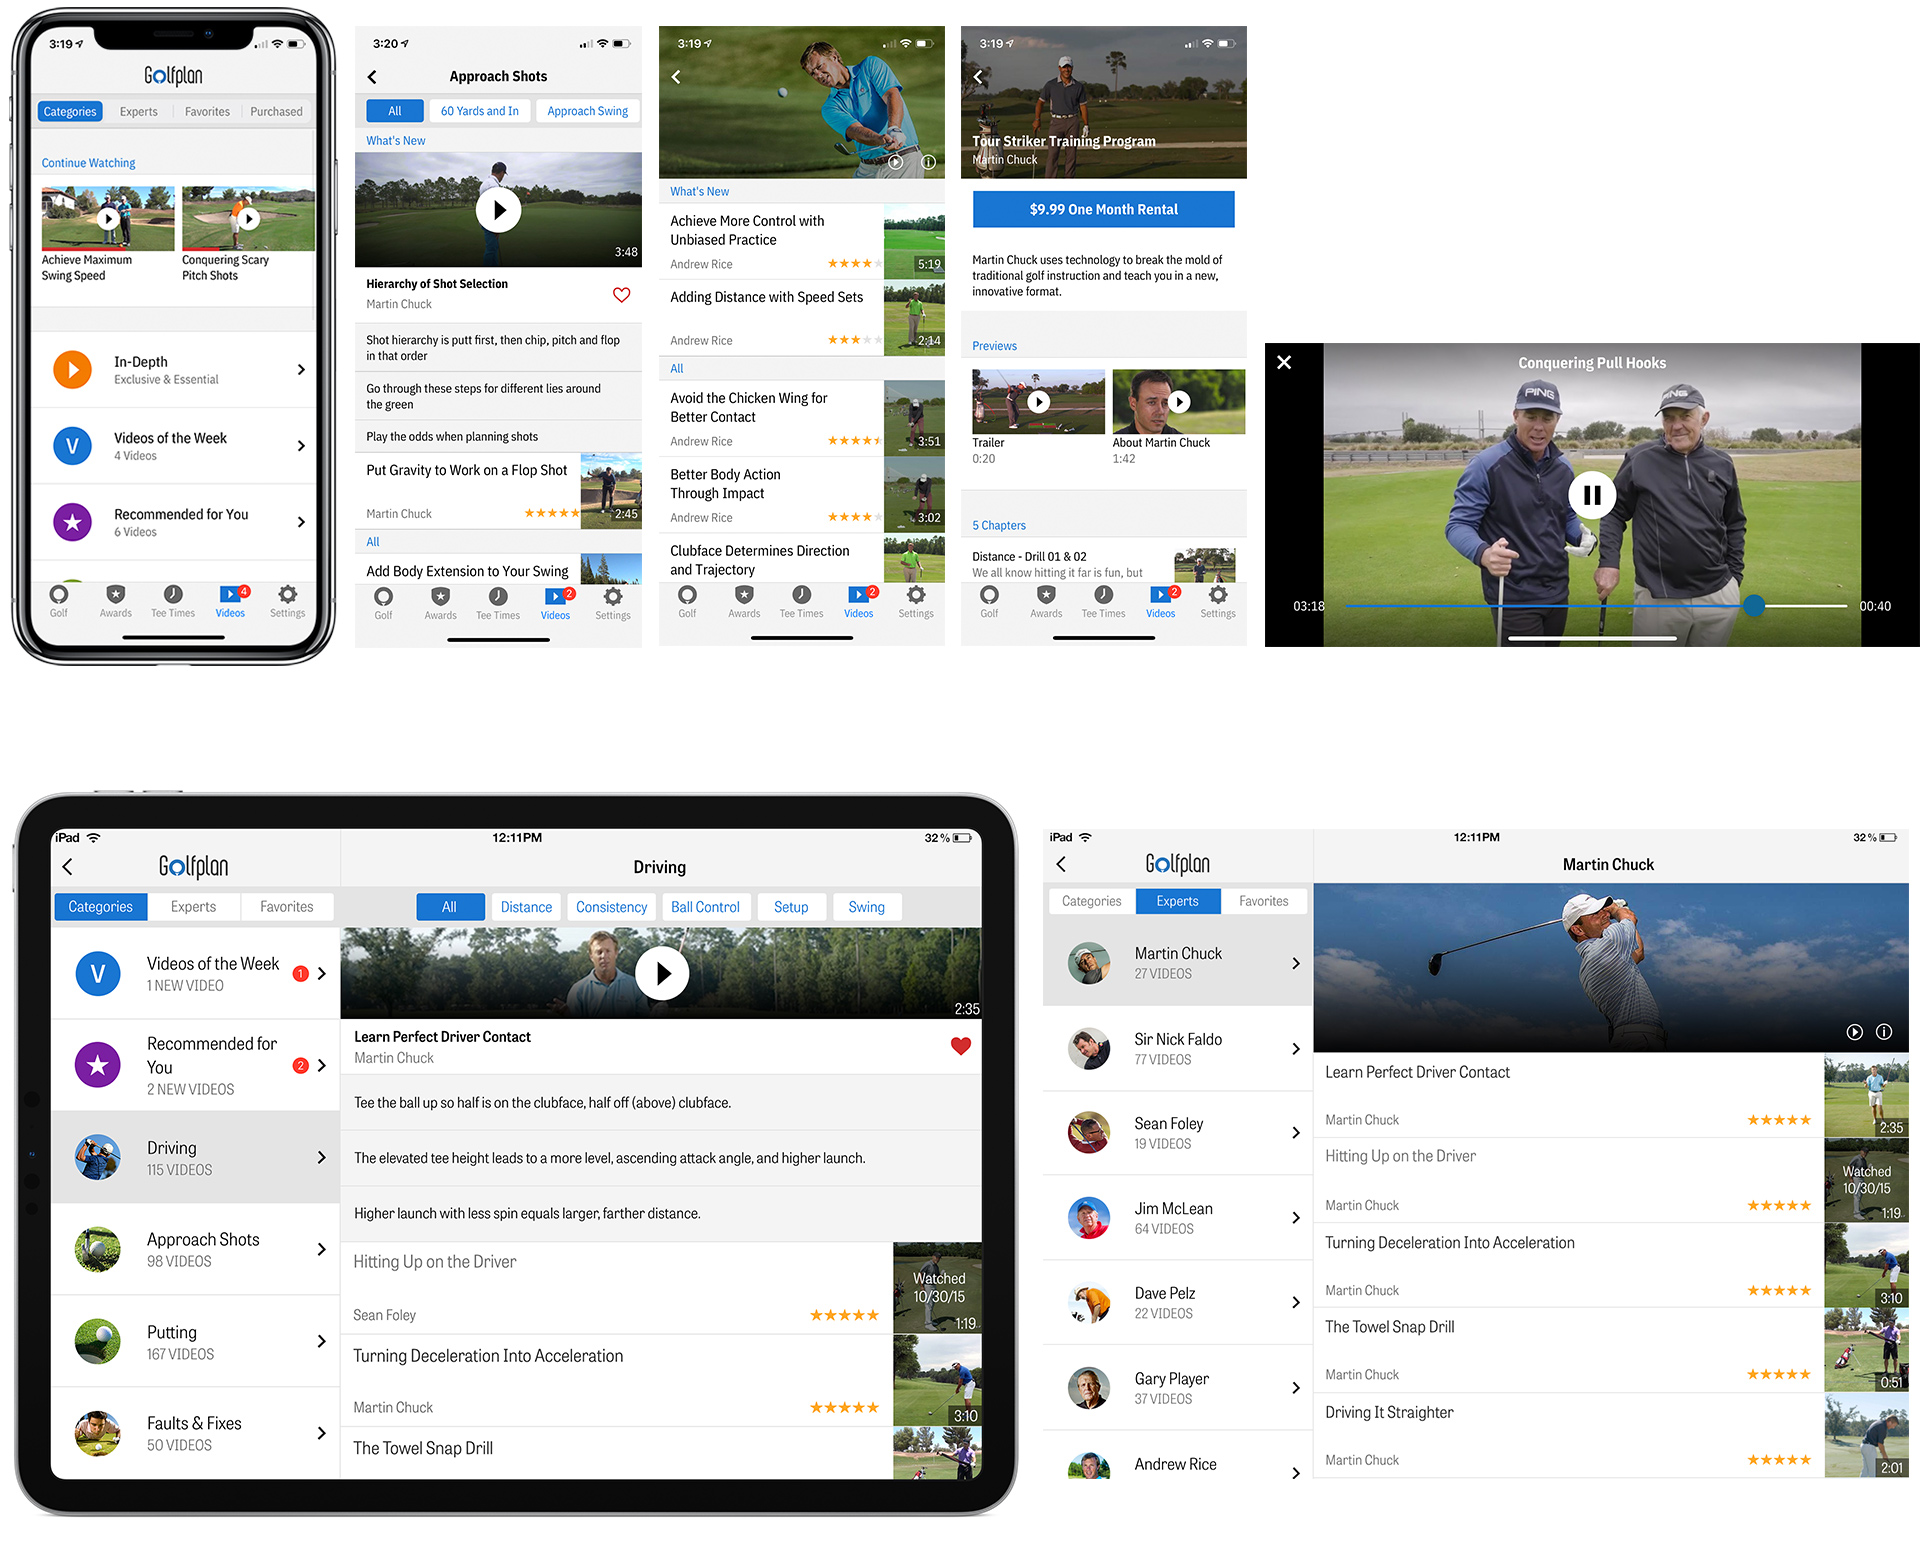 3:19
Golfplan
Categories
Experts
Favorites
Purchased
Continue Watching
Achieve Maximum
Swing Speed
Conquering Scary
Pitch Shots
In-Depth
Exclusive & Essential
V
Videos of the Week
4 Videos
Recommended for You
6 Videos
4
Golf
Awards
Tee Times
Videos
Settings
3:20
Approach Shots
All
60 Yards and In
Approach Swing
What's New
3:48
Hierarchy of Shot Selection
Martin Chuck
Shot hierarchy is putt first, then chip, pitch and flop
in that order
Go through these steps for different lies around
the green
Play the odds when planning shots
Put Gravity to Work on a Flop Shot
Martin Chuck
2:45
All
Add Body Extension to Your Swing
2
Golf
Awards
Tee Times
Videos
Settings
3:19
What's New
Achieve More Control with
Unbiased Practice
Andrew Rice
5:19
Adding Distance with Speed Sets
Andrew Rice
2:14
All
Avoid the Chicken Wing for
Better Contact
Andrew Rice
3:51
Better Body Action
Through Impact
Andrew Rice
3:02
Clubface Determines Direction
and Trajectory
2
Golf
Awards
Tee Times
Videos
Settings
3:19
Tour Striker Training Program
Martin Chuck
$9.99 One Month Rental
Martin Chuck uses technology to break the mold of
traditional golf instruction and teach you in a new,
innovative format.
Previews
Trailer
0:20
About Martin Chuck
1:42
5 Chapters
Distance - Drill 01 & 02
We all know hitting it far is fun, but
2
Golf
Awards
Tee Times
Videos
Settings
Conquering Pull Hooks
PING
PING
03:18
00:40
iPad
12:11PM
32 %
Golfplan
Driving
Categories
Experts
Favorites
All
Distance
Consistency
Ball Control
Setup
Swing
V
Videos of the Week
1 NEW VIDEO
1
Recommended for
You
2 NEW VIDEOS
2
Driving
115 VIDEOS
Approach Shots
98 VIDEOS
Putting
167 VIDEOS
Faults & Fixes
50 VIDEOS
2:35
Learn Perfect Driver Contact
Martin Chuck
Tee the ball up so half is on the clubface, half off (above) clubface.
The elevated tee height leads to a more level, ascending attack angle, and higher launch.
Higher launch with less spin equals larger, farther distance.
Hitting Up on the Driver
Sean Foley
Watched
10/30/15
1:19
Turning Deceleration Into Acceleration
Martin Chuck
3:10
The Towel Snap Drill
iPad
12:11PM
32 %
Golfplan
Martin Chuck
Categories
Experts
Favorites
Martin Chuck
27 VIDEOS
Sir Nick Faldo
77 VIDEOS
Sean Foley
19 VIDEOS
Jim McLean
64 VIDEOS
Dave Pelz
22 VIDEOS
Gary Player
37 VIDEOS
Andrew Rice
Learn Perfect Driver Contact
Martin Chuck
2:35
Hitting Up on the Driver
Martin Chuck
Watched
10/30/15
1:19
Turning Deceleration Into Acceleration
Martin Chuck
3:10
The Towel Snap Drill
Martin Chuck
0:51
Driving It Straighter
Martin Chuck
2:01